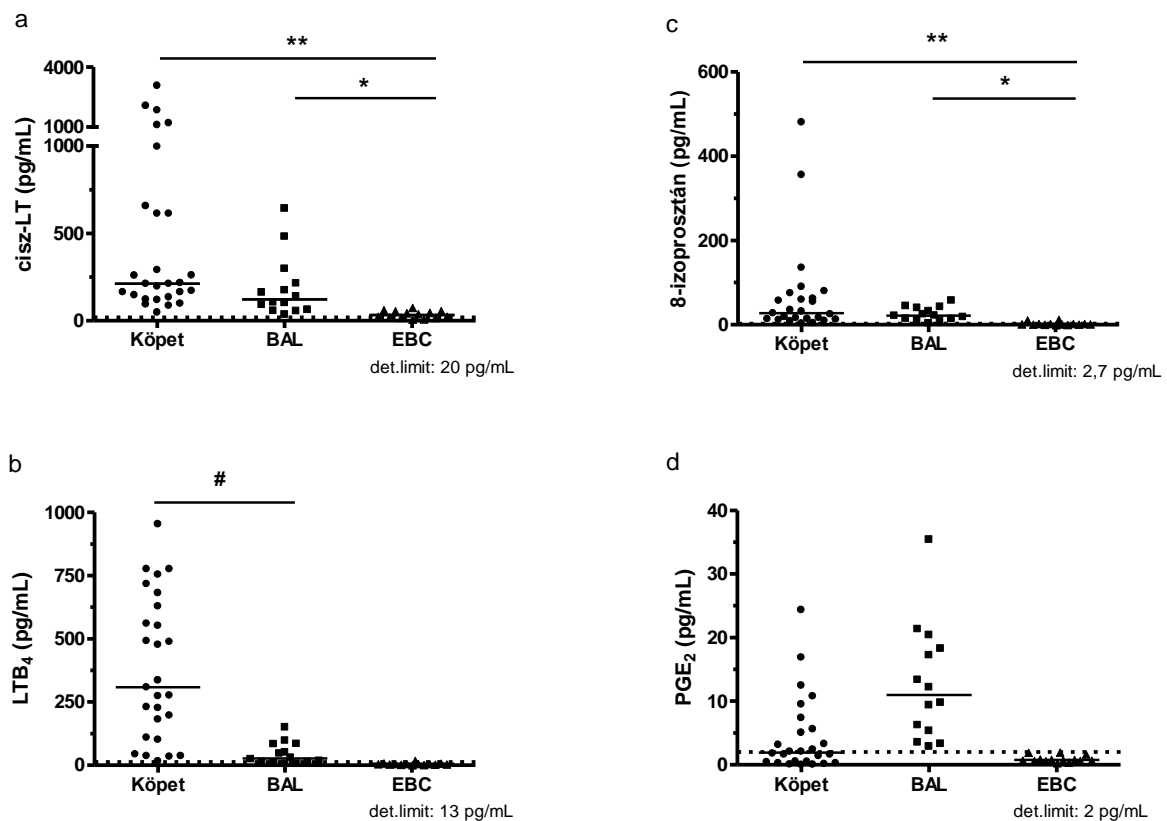 a
**
*
4000
1000
1000
500
0
cisz-LT (pg/mL)
Köpet BAL EBC
det.limit: 20 pg/mL
c
**
*
600
400
200
0
8-izoprosztán (pg/mL)
Köpet BAL EBC
det.limit: 2,7 pg/mL
b
#
1000
750
500
250
0
LTB4 (pg/mL)
Köpet BAL EBC
det.limit: 13 pg/mL
d
40
30
20
10
0
PGE2 (pg/mL)
Köpet BAL EBC
det.limit: 2 pg/mL